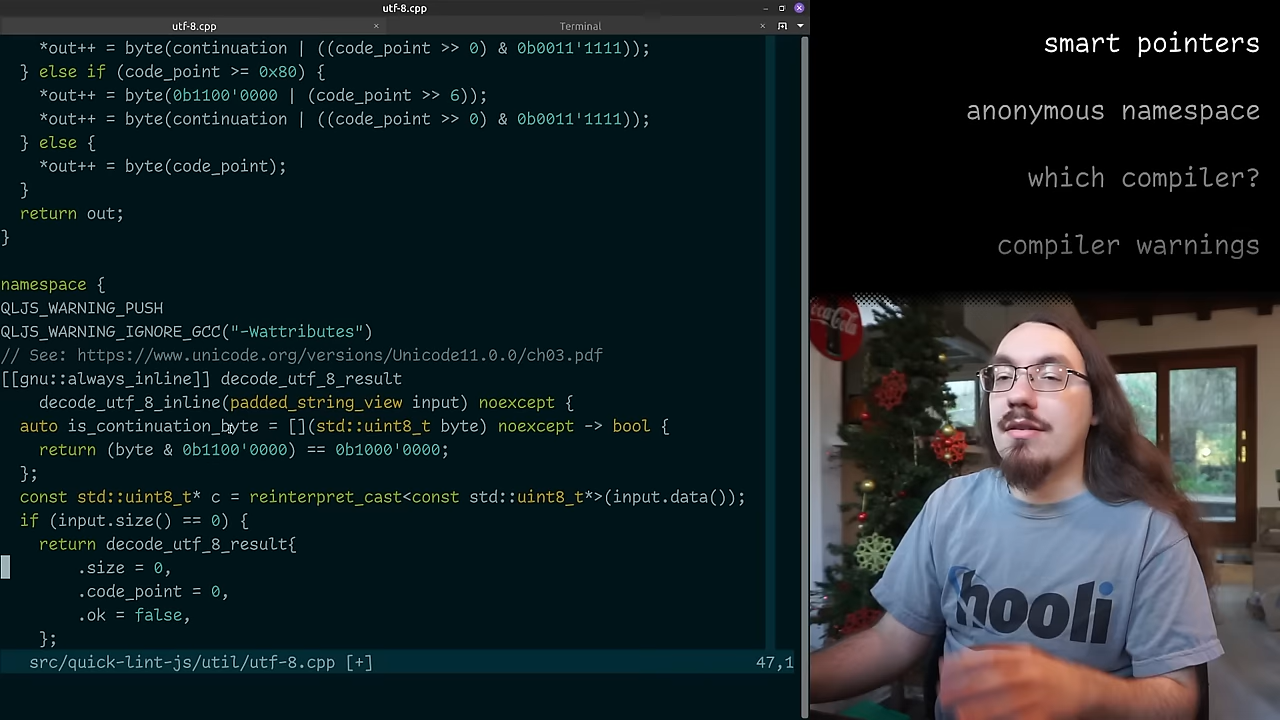 utf-8.cpp
utf-8.cpp
Terminal
*out++ = byte(continuation | ((code_point >> 0) & 0b0011'1111));
} else if (code_point >= 0x80) {
*out++ = byte(0b1100'0000 | (code_point >> 6));
*out++ = byte(continuation | ((code_point >> 0) & 0b0011'1111));
} else {
*out++ = byte(code_point);
}
return out;
}
namespace {
QLJS_WARNING_PUSH
QLJS_WARNING_IGNORE_GCC("-Wattributes")
// See: https://www.unicode.org/versions/Unicode11.0.0/ch03.pdf
[[gnu::always_inline]] decode_utf_8_result
decode_utf_8_inline(padded_string_view input) noexcept {
auto is_continuation_byte = [](std::uint8_t byte) noexcept -> bool {
return (byte & 0b1100'0000) == 0b1000'0000;
};
const std::uint8_t* c = reinterpret_cast<const std::uint8_t*>(input.data());
if (input.size() == 0) {
return decode_utf_8_result{
.size = 0,
.code_point = 0,
.ok = false,
};
src/quick-lint-js/util/utf-8.cpp [+]
47,1
smart pointers
anonymous namespace
which compiler?
compiler warnings
Coca-Cola
hooli